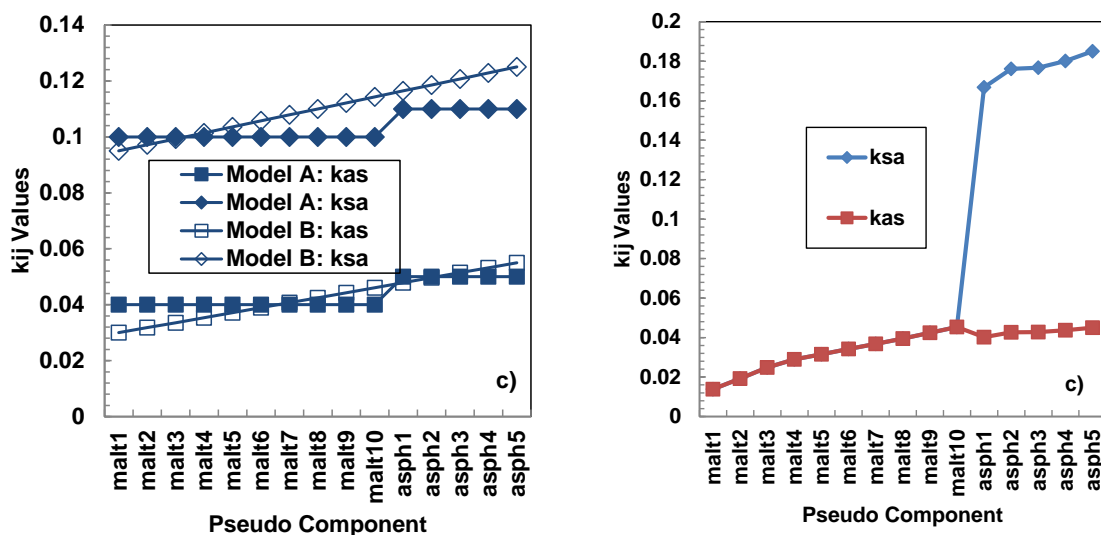 kij Values
0.14
0.12
0.1
0.08
0.06
0.04
0.02
0
Model A: kas
Model A: ksa
Model B: kas
Model B: ksa
c)
malt1
malt2
malt3
malt4
malt5
malt6
malt7
malt8
malt9
malt10
asph1
asph2
asph3
asph4
asph5
Pseudo Component
kij Values
0.2
0.18
0.16
0.14
0.12
0.1
0.08
0.06
0.04
0.02
0
ksa
kas
c)
malt1
malt2
malt3
malt4
malt5
malt6
malt7
malt8
malt9
malt10
asph1
asph2
asph3
asph4
asph5
Pseudo Component